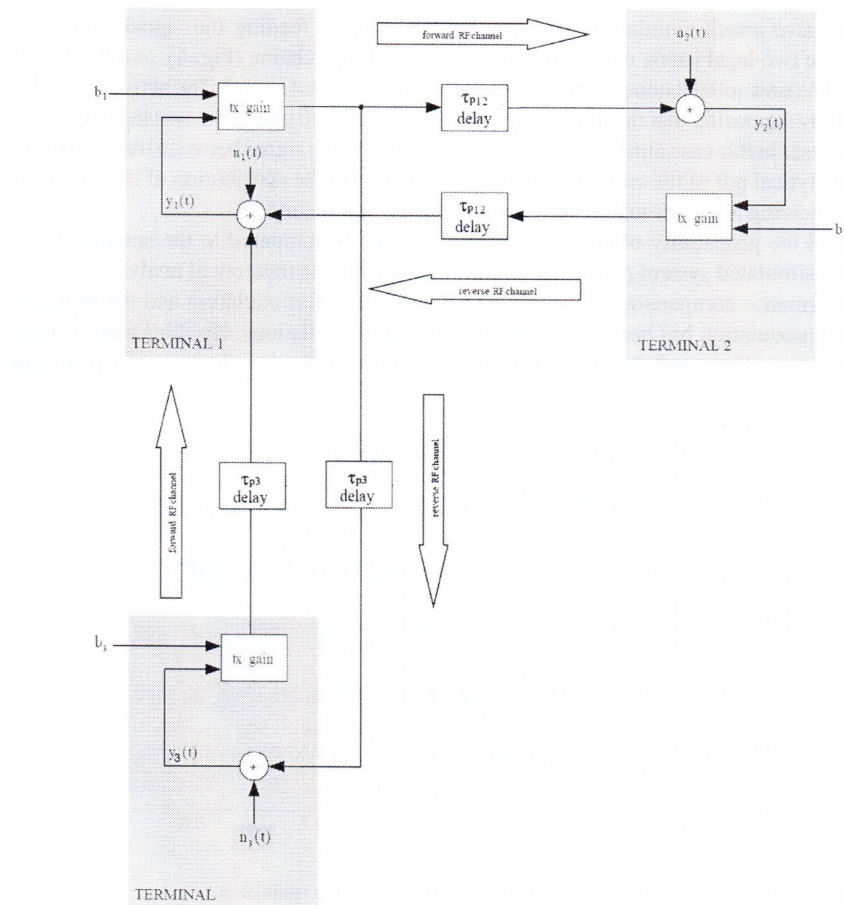 forward RF channel
n₂(t)
b₁
tx gain
τp12
delay
+
y₂(t)
n₁(t)
y₁(t)
+
τp12
delay
tx gain
b
reverse RF channel
TERMINAL 1
TERMINAL 2
forward RF channel
τp3
delay
τp3
delay
reverse RF channel
b₃
tx gain
y₃(t)
+
n₃(t)
TERMINAL